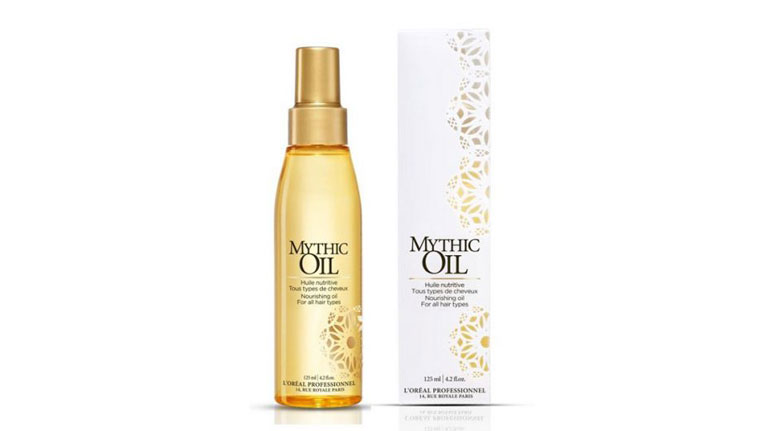 MYTHIC
OIL
Huile nutritive
Tous types de cheveux
Nourishing oil
For all hair types
125 ml | 4.2 fl.oz.
L'ORÉAL PROFESSIONNEL
14, RUE ROYALE PARIS
MYTHIC
OIL
Huile nutritive
Tous types de cheveux
Nourishing oil
For all hair types
125 ml | 4.2 fl.oz.
L'ORÉAL PROFESSIONNEL
14, RUE ROYALE PARIS